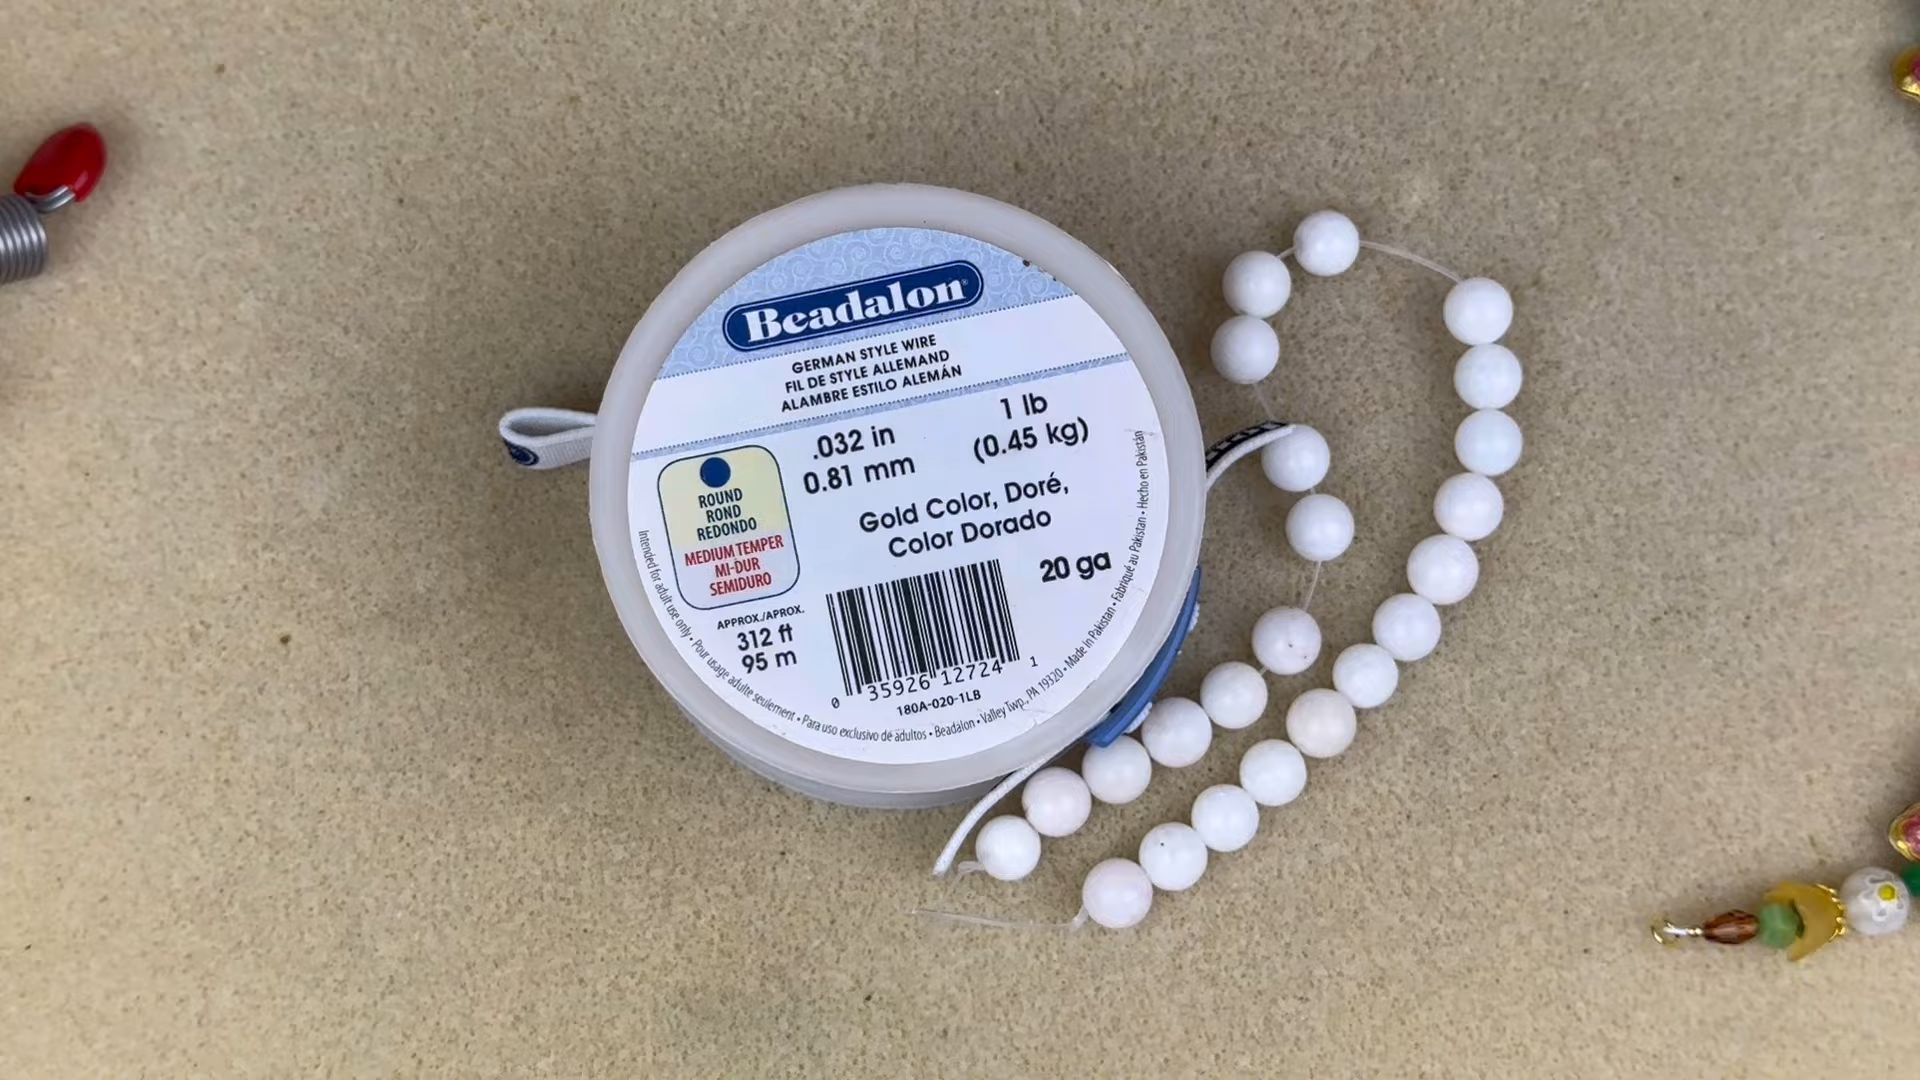 Beadalon®
GERMAN STYLE WIRE
FIL DE STYLE ALLEMAND
ALAMBRE ESTILO ALEMÁN
.032 in
0.81 mm
1 lb
(0.45 kg)
ROUND
ROND
REDONDO
MEDIUM TEMPER
MI-DUR
SEMIDURO
Gold Color, Doré,
Color Dorado
20 ga
APPROX./APROX.
312 ft
95 m
0 35926 12724 1
180A-020-1LB
Intended for adult use only • Pour usage adulte seulement • Para uso exclusivo de adultos • Beadalon • Valley Twp., PA 19320 • Made In Pakistan • Fabriqué au Pakistan • Hecho en Pakistán